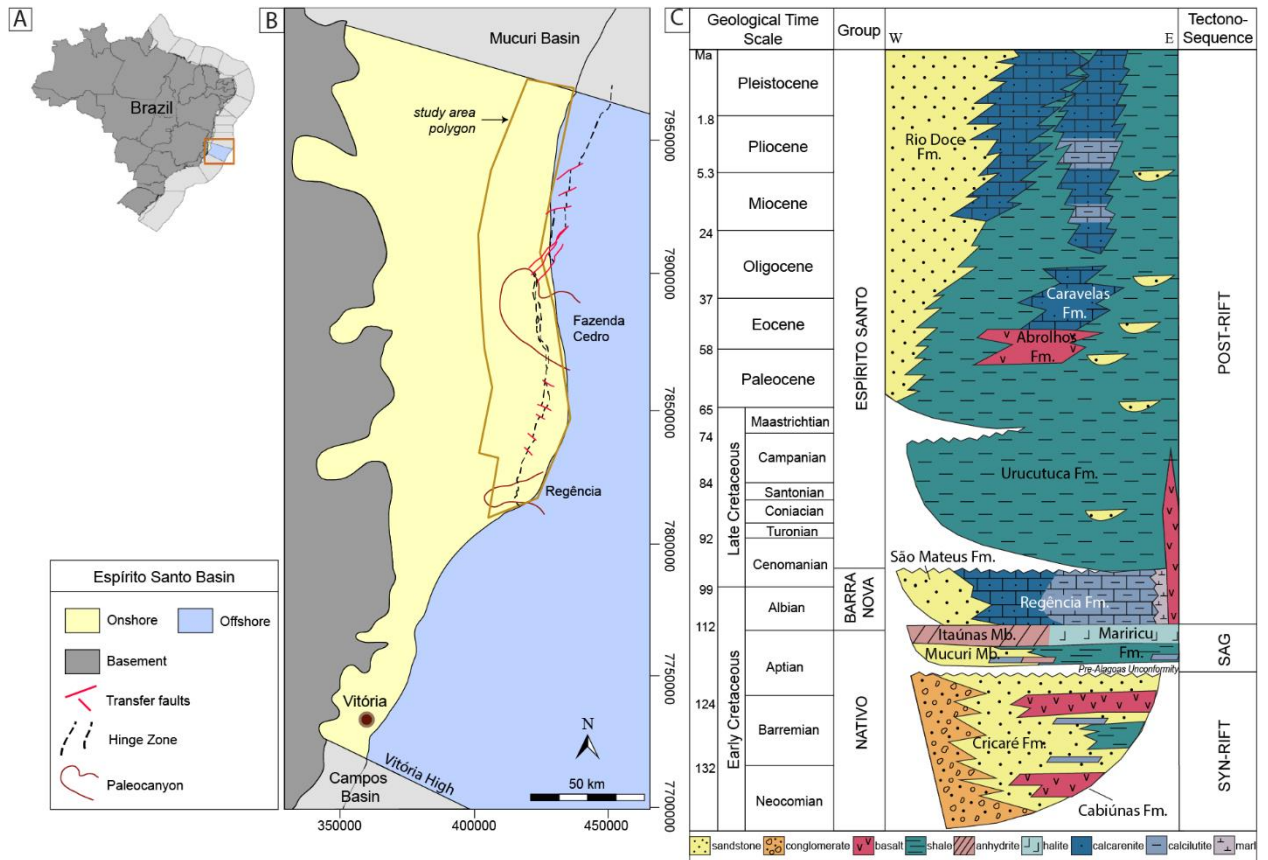 A
Brazil
B
Mucuri Basin
study area
polygon
Fazenda
Cedro
Regência
Vitória
Campos
Basin
Vitória High
N
50 km
7950000
7900000
7850000
7800000
7750000
7700000
350000
400000
450000
Espírito Santo Basin
Onshore
Offshore
Basement
Transfer faults
Hinge Zone
Paleocanyon
C
Geological Time
Scale
Group
W
E
Tectono-
Sequence
Ma
Pleistocene
1.8
Pliocene
5.3
Miocene
24
Oligocene
37
Eocene
58
Paleocene
65
Maastrichtian
74
Campanian
84
Santonian
Coniacian
Turonian
92
Cenomanian
99
Albian
112
Aptian
124
Barremian
132
Neocomian
Late Cretaceous
Early Cretaceous
ESPÍRITO SANTO
BARRA
NOVA
NATIVO
Rio Doce
Fm.
Caravelas
Fm.
Abrolhos
Fm.
Urucutuca Fm.
São Mateus Fm.
Regência Fm.
Itaúnas Mb.
Mariricu
Fm.
Mucuri Mb.
Pre-Alagoas Unconformity
Cricaré Fm.
Cabiúnas Fm.
POST-RIFT
SAG
SYN-RIFT
sandstone conglomerate basalt shale anhydrite halite calcarenite calcilutite marl